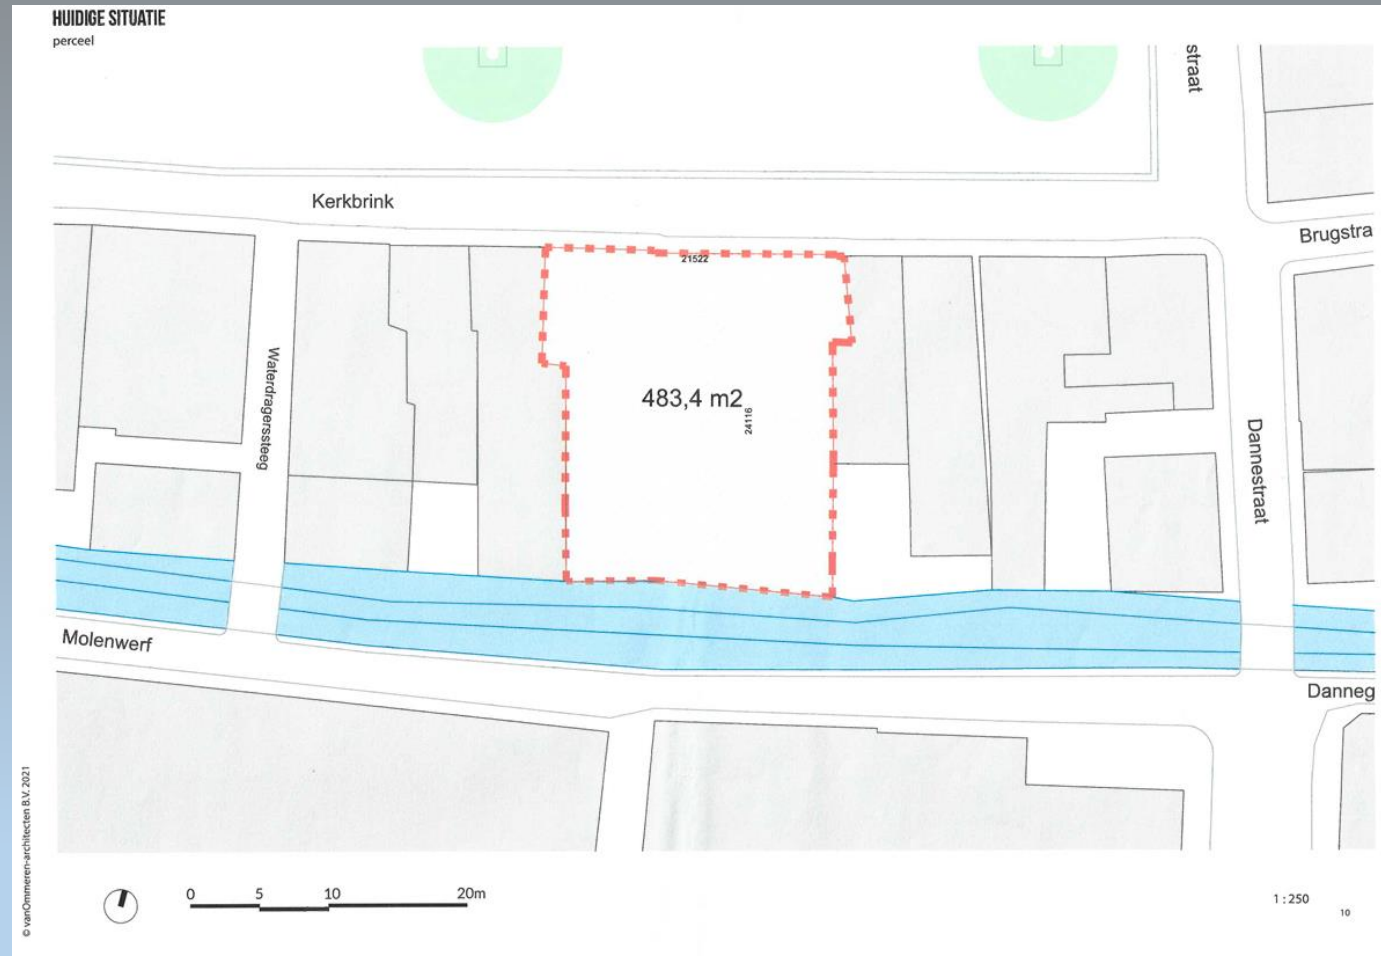 HUIDIGE SITUATIE
perceel
straat
Kerkbrink
Brugstra
21522
483,4 m2
24116
Waterdragerssteeg
Dannestraat
Molenwerf
Danneg
© vanOmmeren-architecten B.V. 2021
0 5 10 20m
1 : 250
10